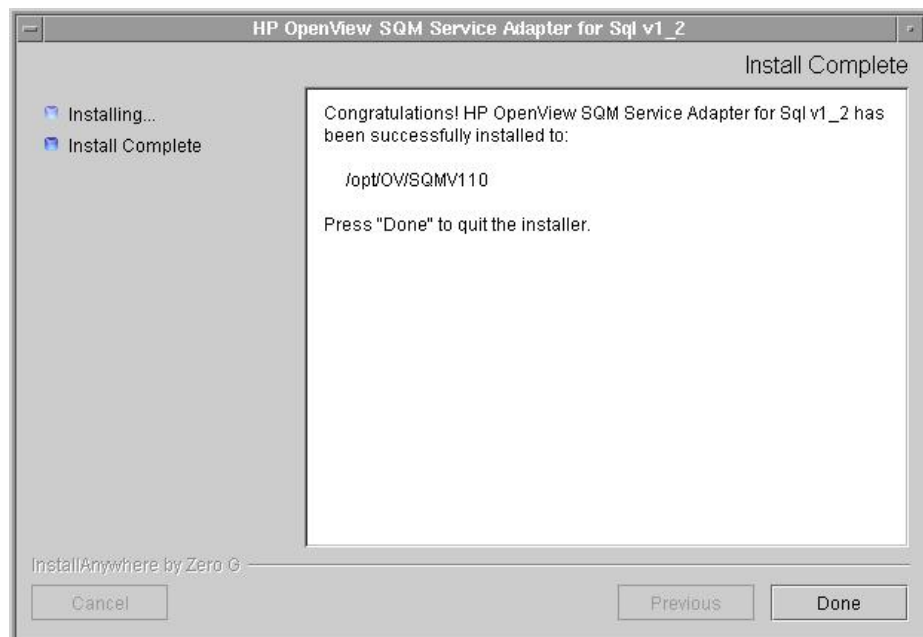 HP OpenView SQM Service Adapter for Sql v1_2
Install Complete
Installing...
Install Complete
Congratulations! HP OpenView SQM Service Adapter for Sql v1_2 has
been successfully installed to:
/opt/OV/SQMV110
Press "Done" to quit the installer.
InstallAnywhere by Zero G
Cancel
Previous
Done